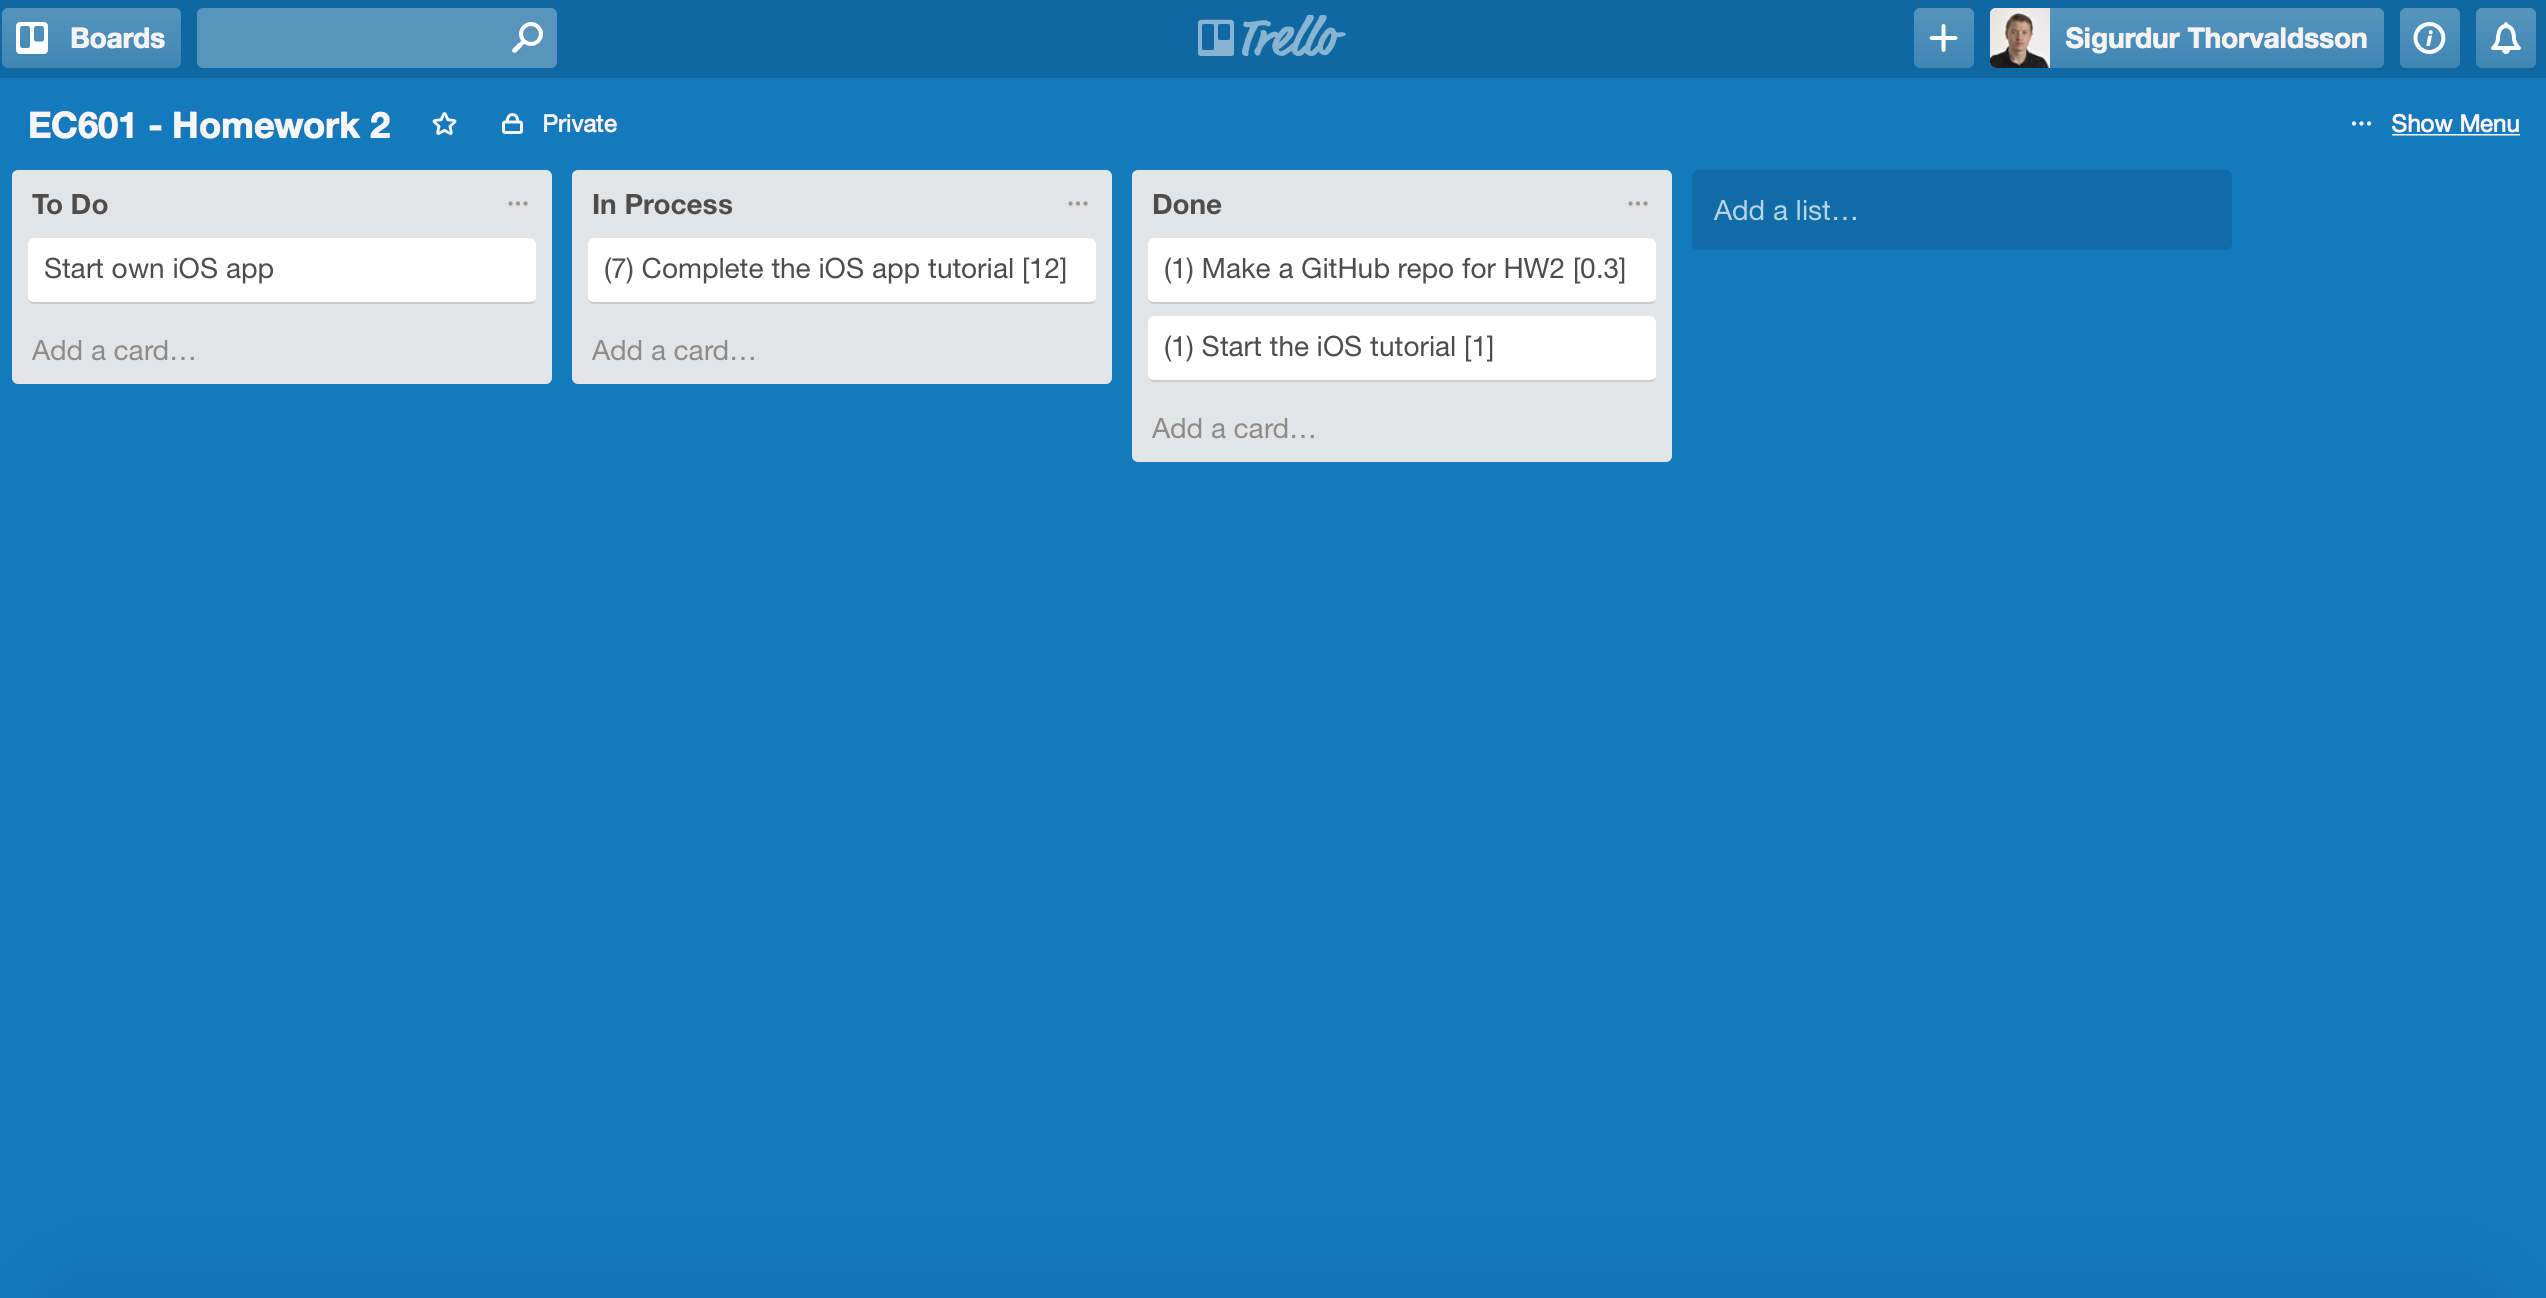 Boards
Trello
Sigurdur Thorvaldsson
EC601 - Homework 2
Private
... Show Menu
To Do ...
Start own iOS app
Add a card…
In Process ...
(7) Complete the iOS app tutorial [12]
Add a card…
Done ...
(1) Make a GitHub repo for HW2 [0.3]
(1) Start the iOS tutorial [1]
Add a card…
Add a list…